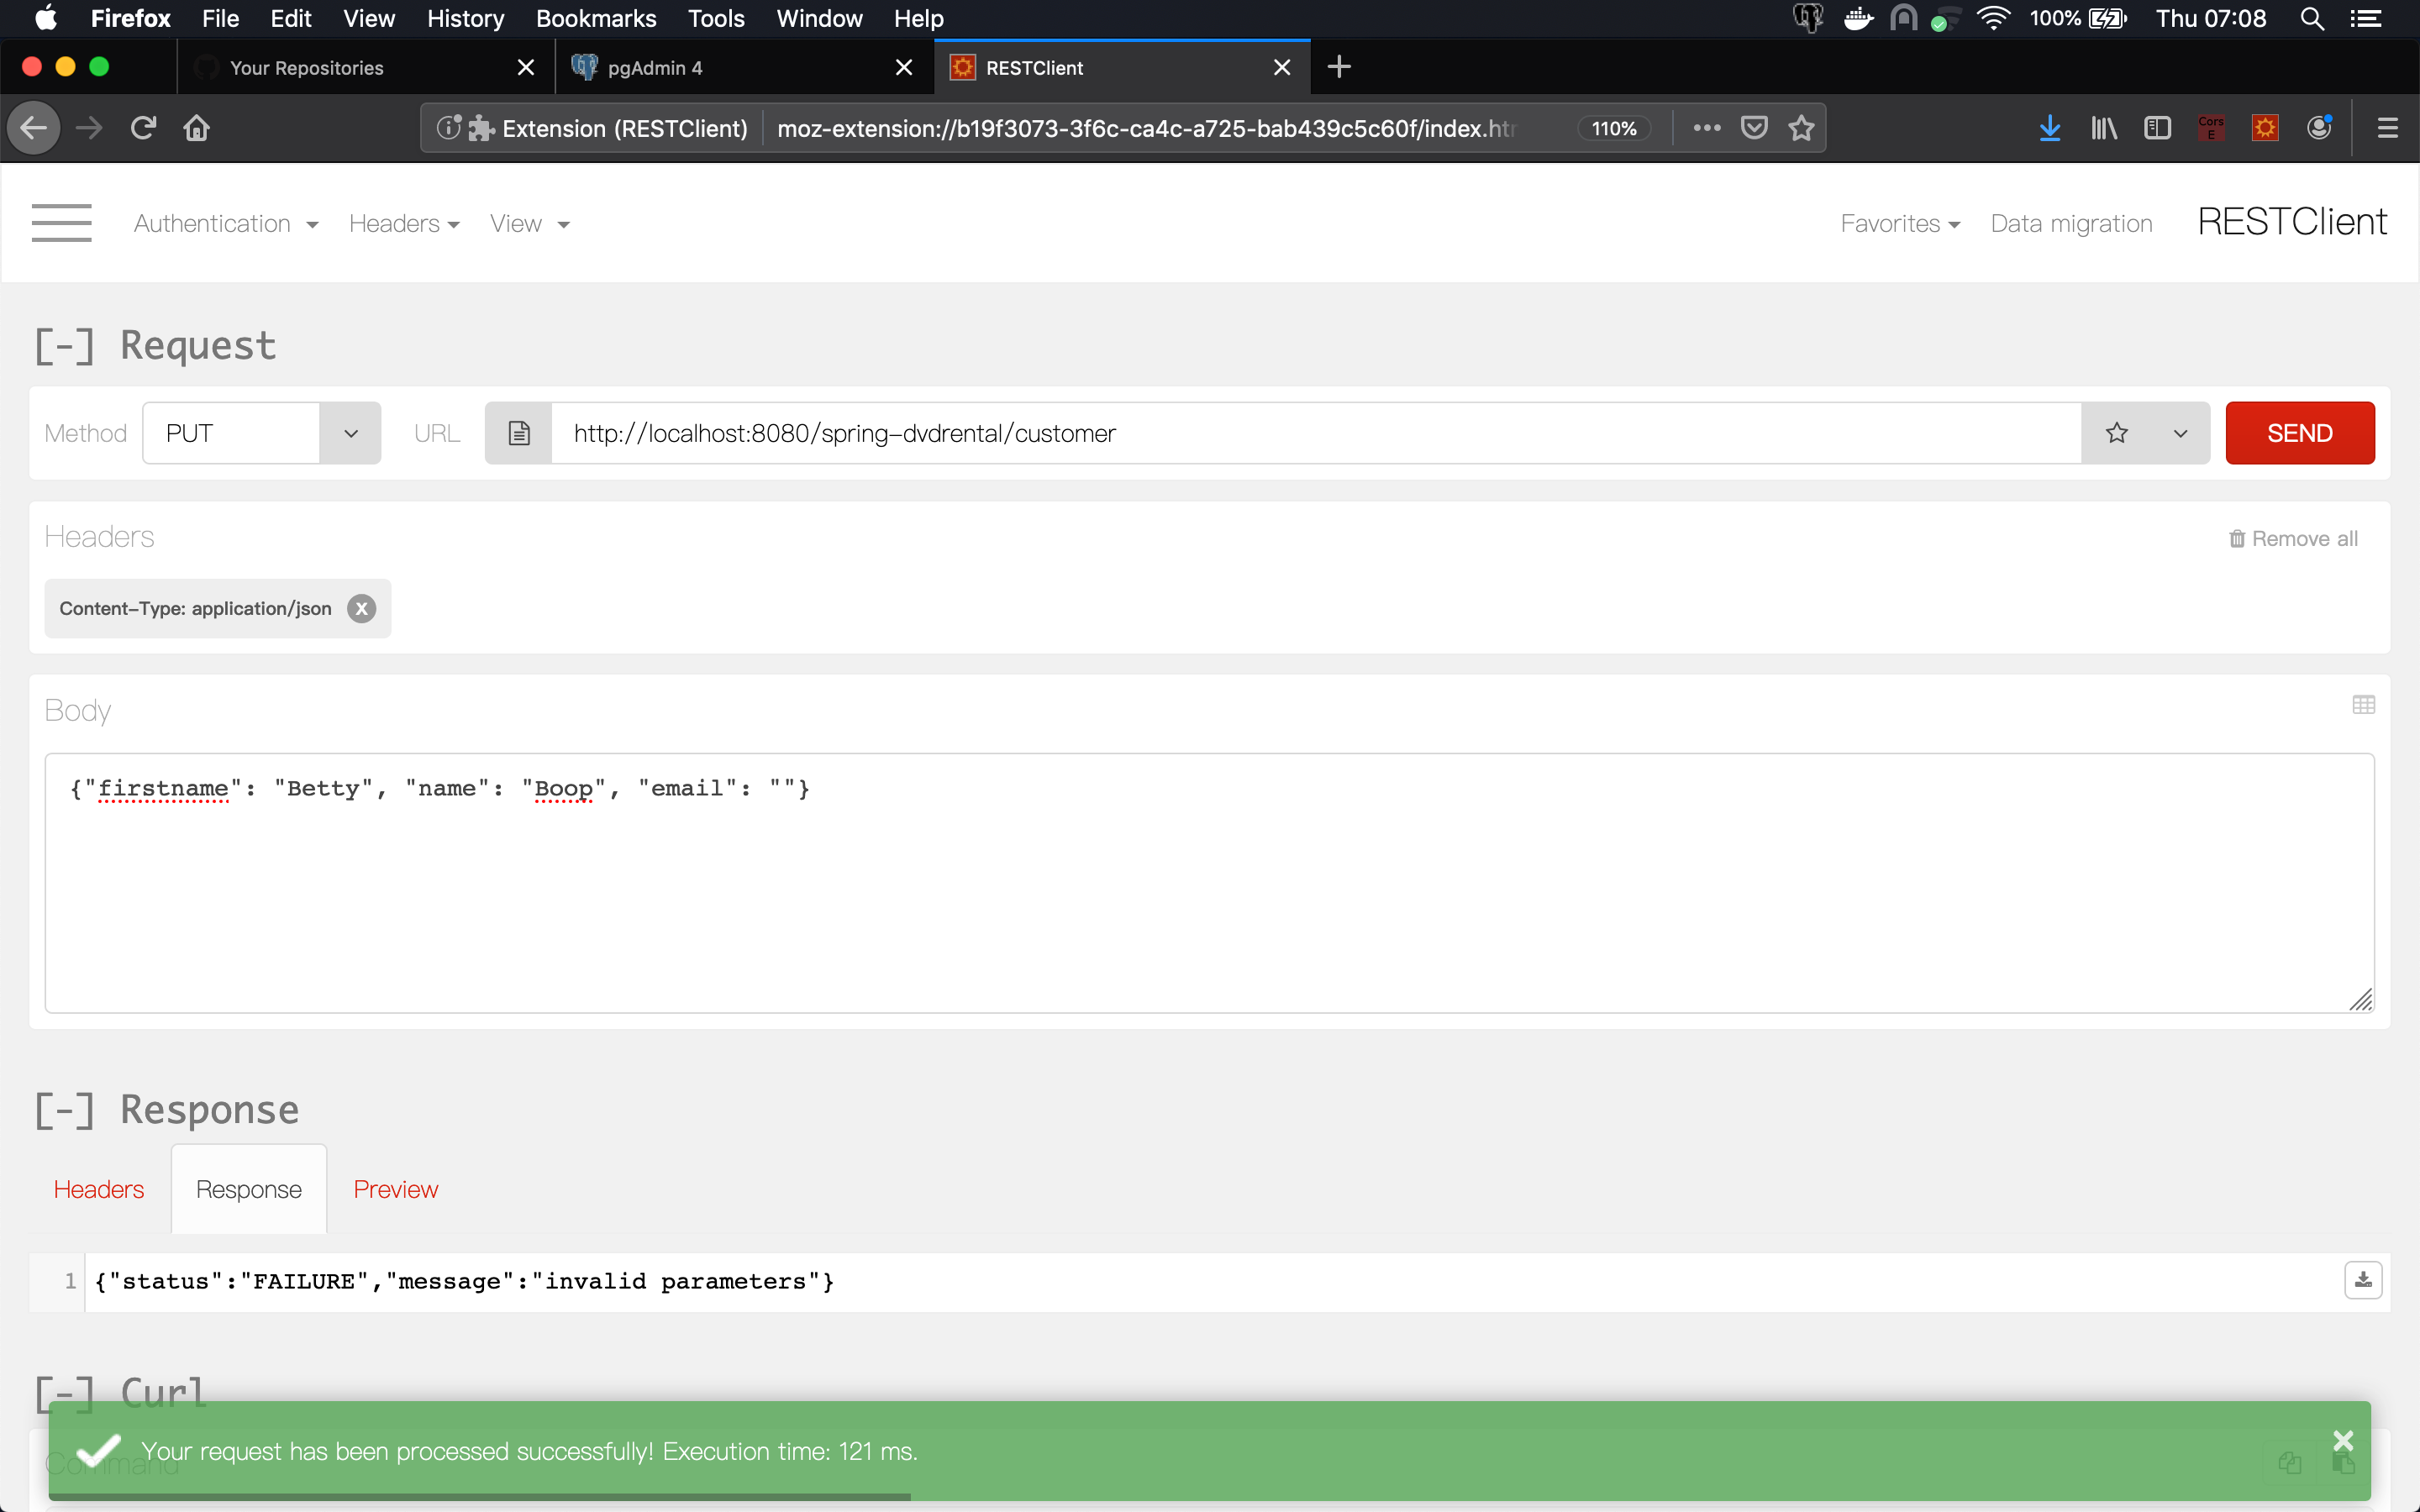 Firefox File Edit View History Bookmarks Tools Window Help 100% Thu 07:08
Your Repositories pgAdmin 4 RESTClient
Extension (RESTClient) moz-extension://b19f3073-3f6c-ca4c-a725-bab439c5c60f/index.htm 110% Cors E
Authentication Headers View Favorites Data migration RESTClient
[-] Request
Method PUT URL http://localhost:8080/spring-dvdrental/customer SEND
Headers Remove all
Content-Type: application/json x
Body
{"firstname": "Betty", "name": "Boop", "email": ""}
[-] Response
Headers Response Preview
1 {"status":"FAILURE","message":"invalid parameters"}
[-] Curl
Command
Your request has been processed successfully! Execution time: 121 ms.